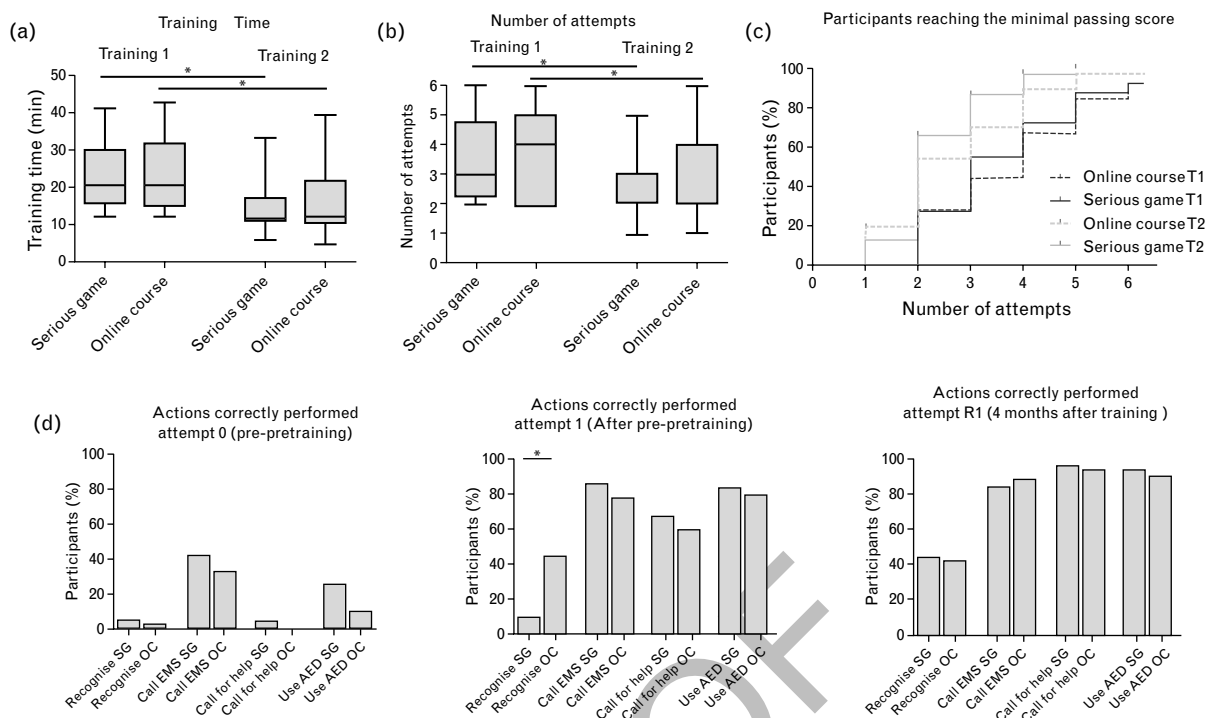 (a)
Training Time
Training 1
Training 2
*
*
50
40
30
20
10
0
Training time (min)
Serious game
Online course
Serious game
Online course
(b)
Number of attempts
Training 1
Training 2
*
*
6
5
4
3
2
1
0
Number of attempts
Serious game
Online course
Serious game
Online course
(c)
Participants reaching the minimal passing score
100
80
60
40
20
0
Participants (%)
Online course T1
Serious game T1
Online course T2
Serious game T2
0 1 2 3 4 5 6
Number of attempts
(d)
Actions correctly performed
attempt 0 (pre-pretraining)
100
80
60
40
20
0
Participants (%)
Recognise SG
Recognise OC
Call EMS SG
Call EMS OC
Call for help SG
Call for help OC
Use AED SG
Use AED OC
Actions correctly performed
attempt 1 (After pre-pretraining)
*
100
80
60
40
20
0
Participants (%)
Recognise SG
Recognise OC
Call EMS SG
Call EMS OC
Call for help SG
Call for help OC
Use AED SG
Use AED OC
Actions correctly performed
attempt R1 (4 months after training )
100
80
60
40
20
0
Participants (%)
Recognise SG
Recognise OC
Call EMS SG
Call EMS OC
Call for help SG
Call for help OC
Use AED SG
Use AED OC